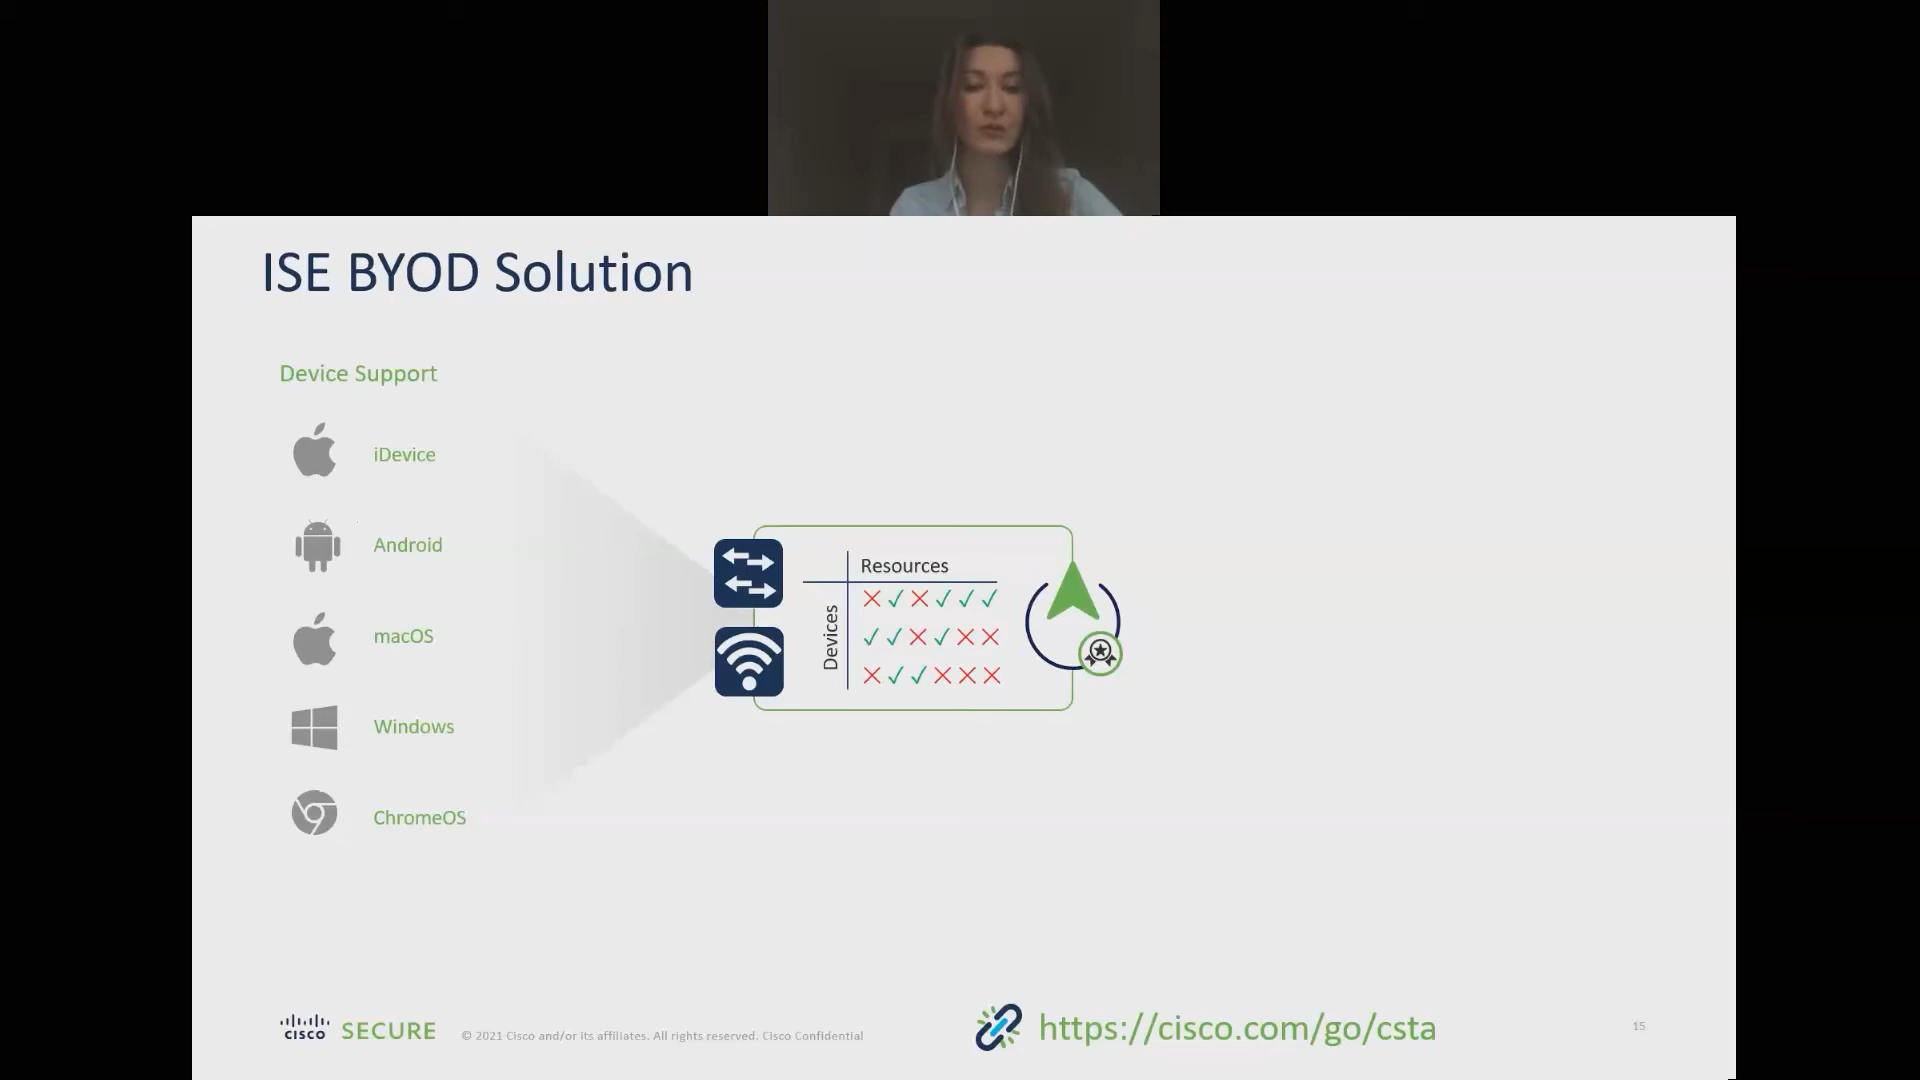 ISE BYOD Solution
Device Support
iDevice
Android
macOS
Windows
ChromeOS
Resources
Devices
CISCO SECURE
© 2021 Cisco and/or its affiliates. All rights reserved. Cisco Confidential
https://cisco.com/go/csta
15